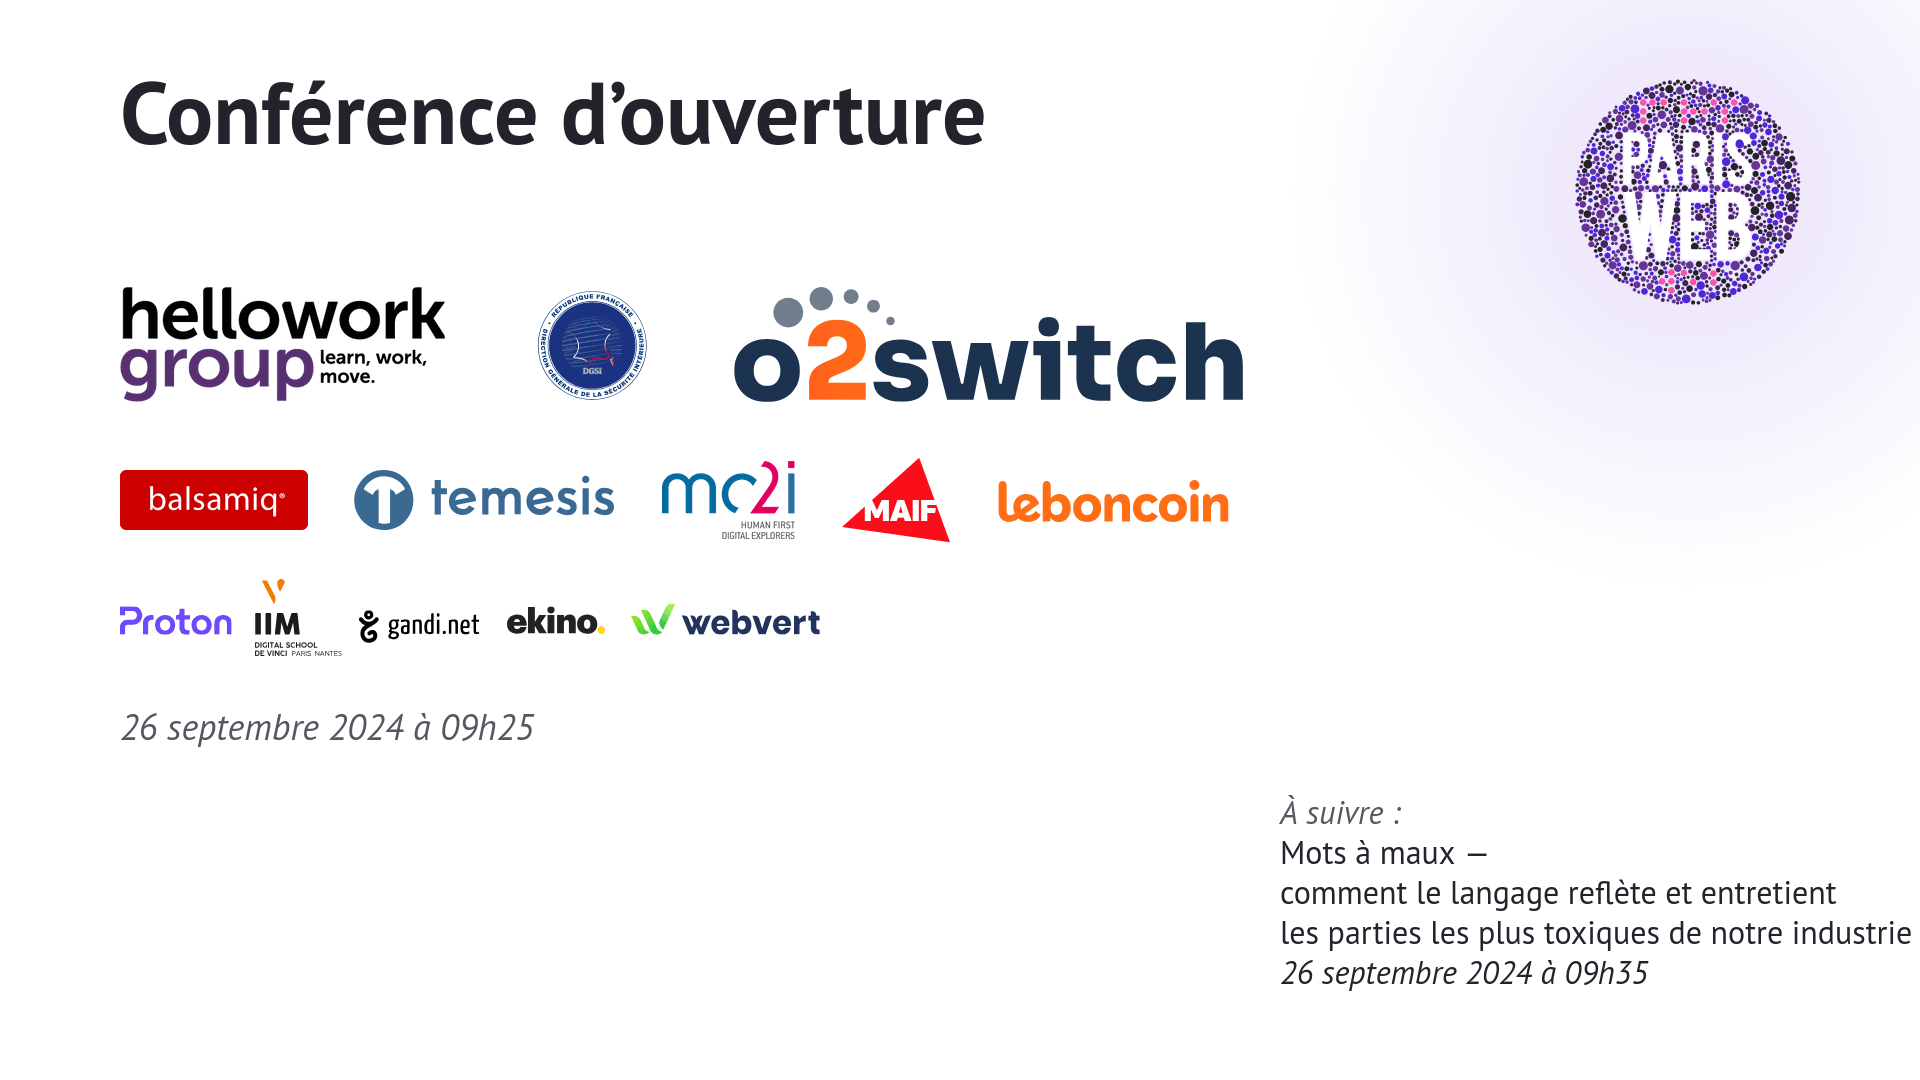 Conférence d’ouverture
PARIS
WEB
hellowork
group learn, work,
move.
RÉPUBLIQUE FRANÇAISE
DGSI
DIRECTION GÉNÉRALE DE LA SÉCURITÉ INTÉRIEURE
o2switch
balsamiq®
temesis
mc2i
HUMAN FIRST
DIGITAL EXPLORERS
MAIF
leboncoin
Proton
IIM
DIGITAL SCHOOL
DE VINCI PARIS NANTES
gandi.net
ekino.
webvert
26 septembre 2024 à 09h25
À suivre :
Mots à maux —
comment le langage reflète et entretient
les parties les plus toxiques de notre industrie
26 septembre 2024 à 09h35